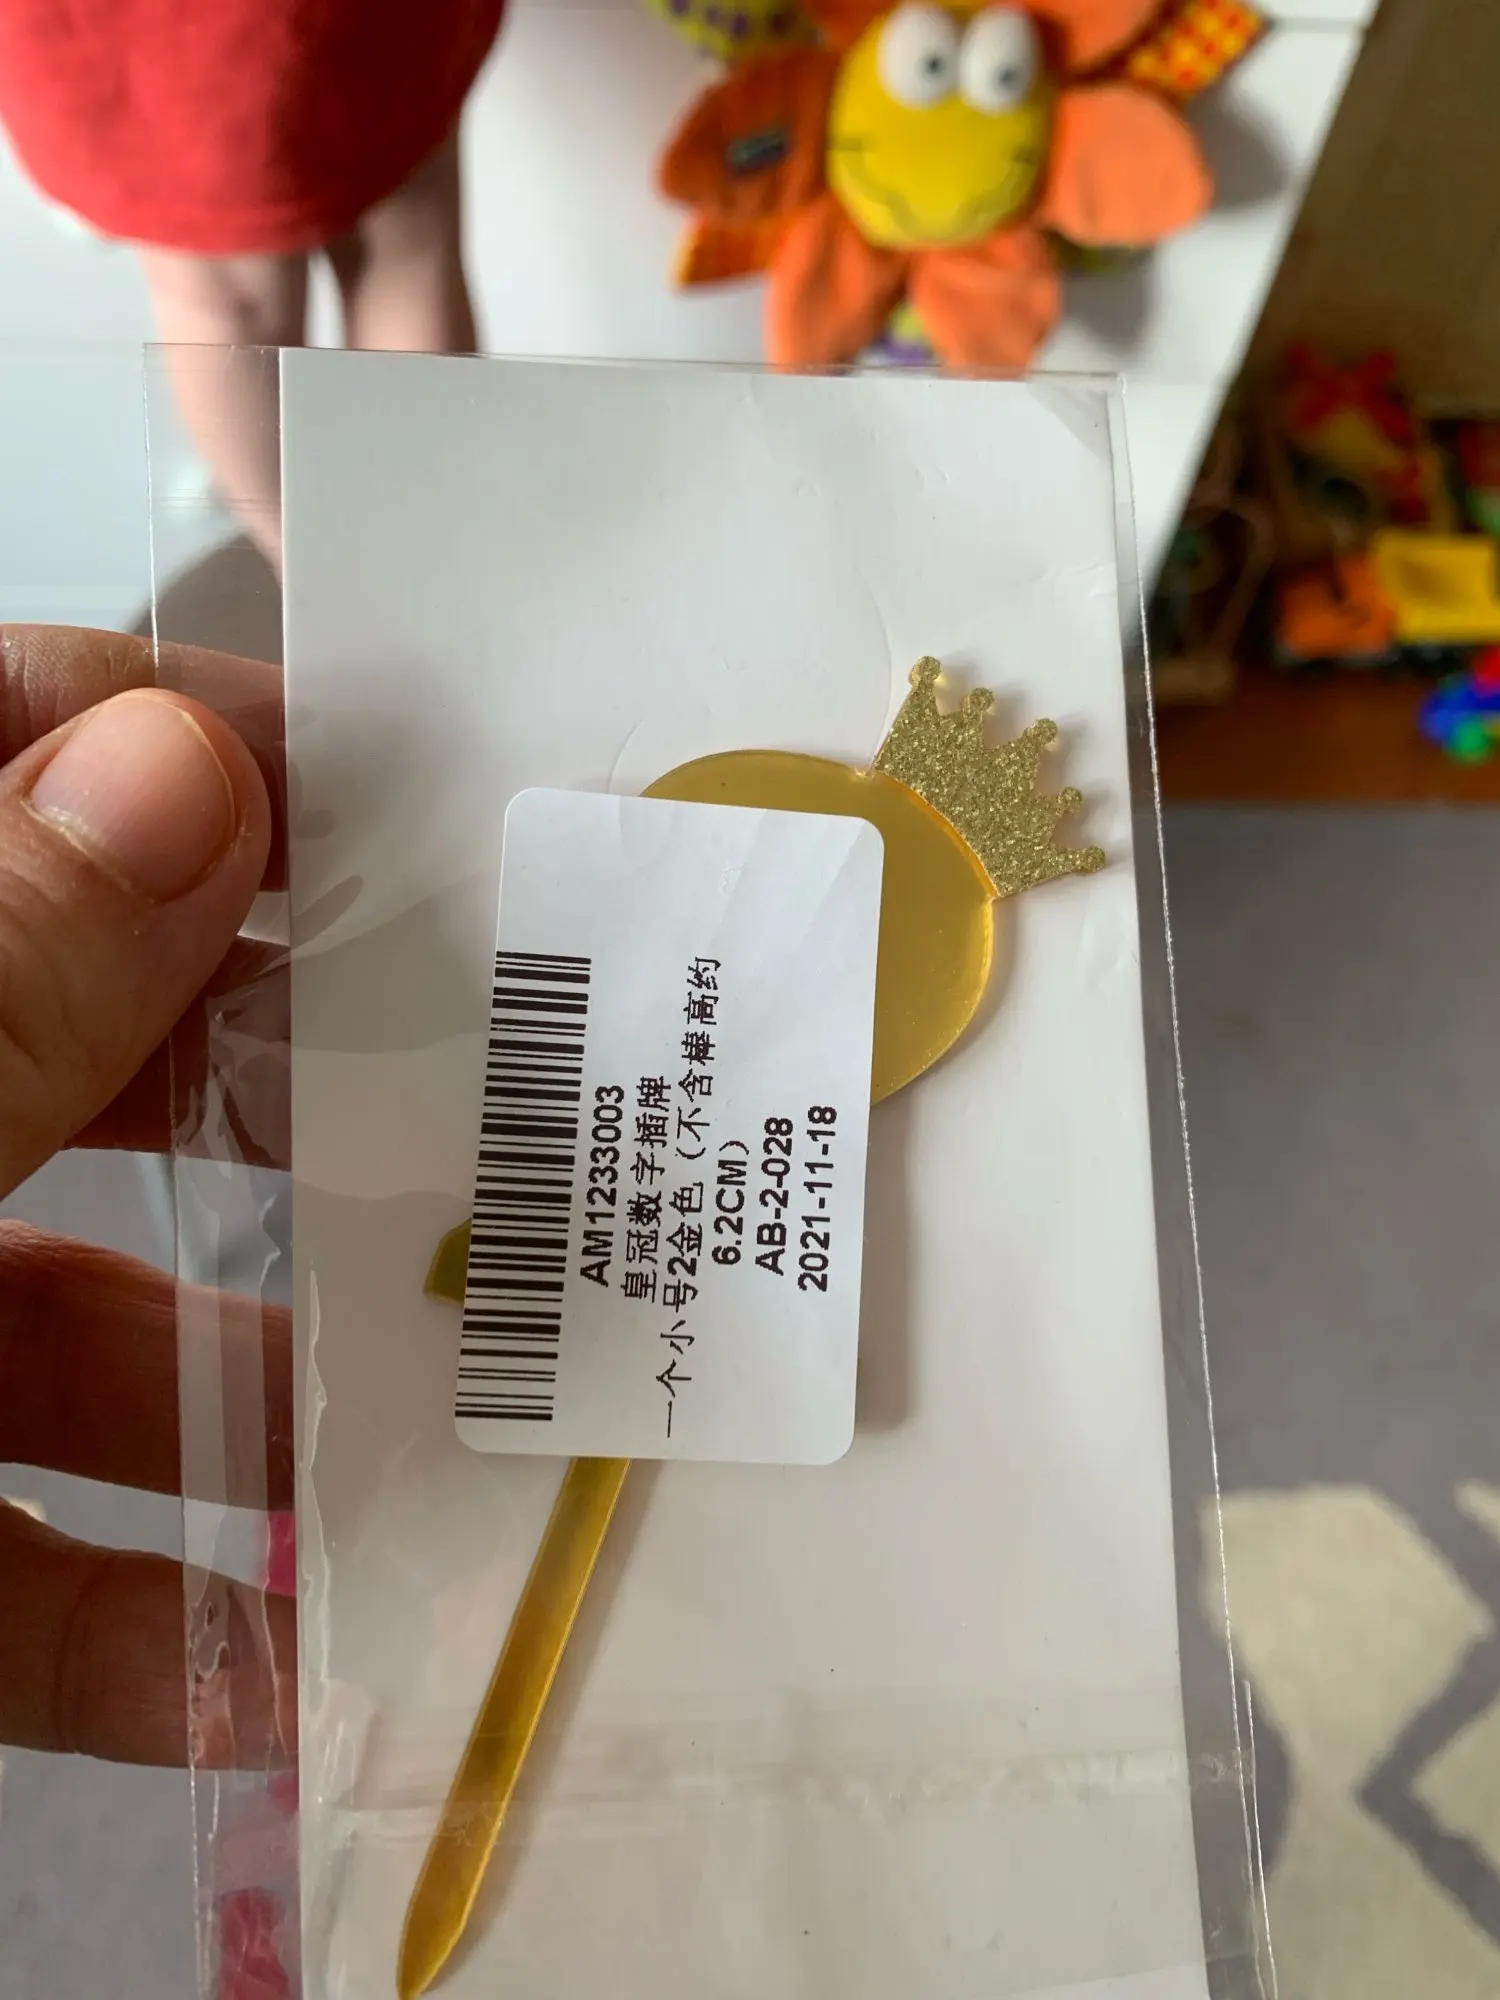 AM1233003
皇冠数字插牌
一个小号2金色（不含棒高约
6.2CM）
AB-2-028
2021-11-18